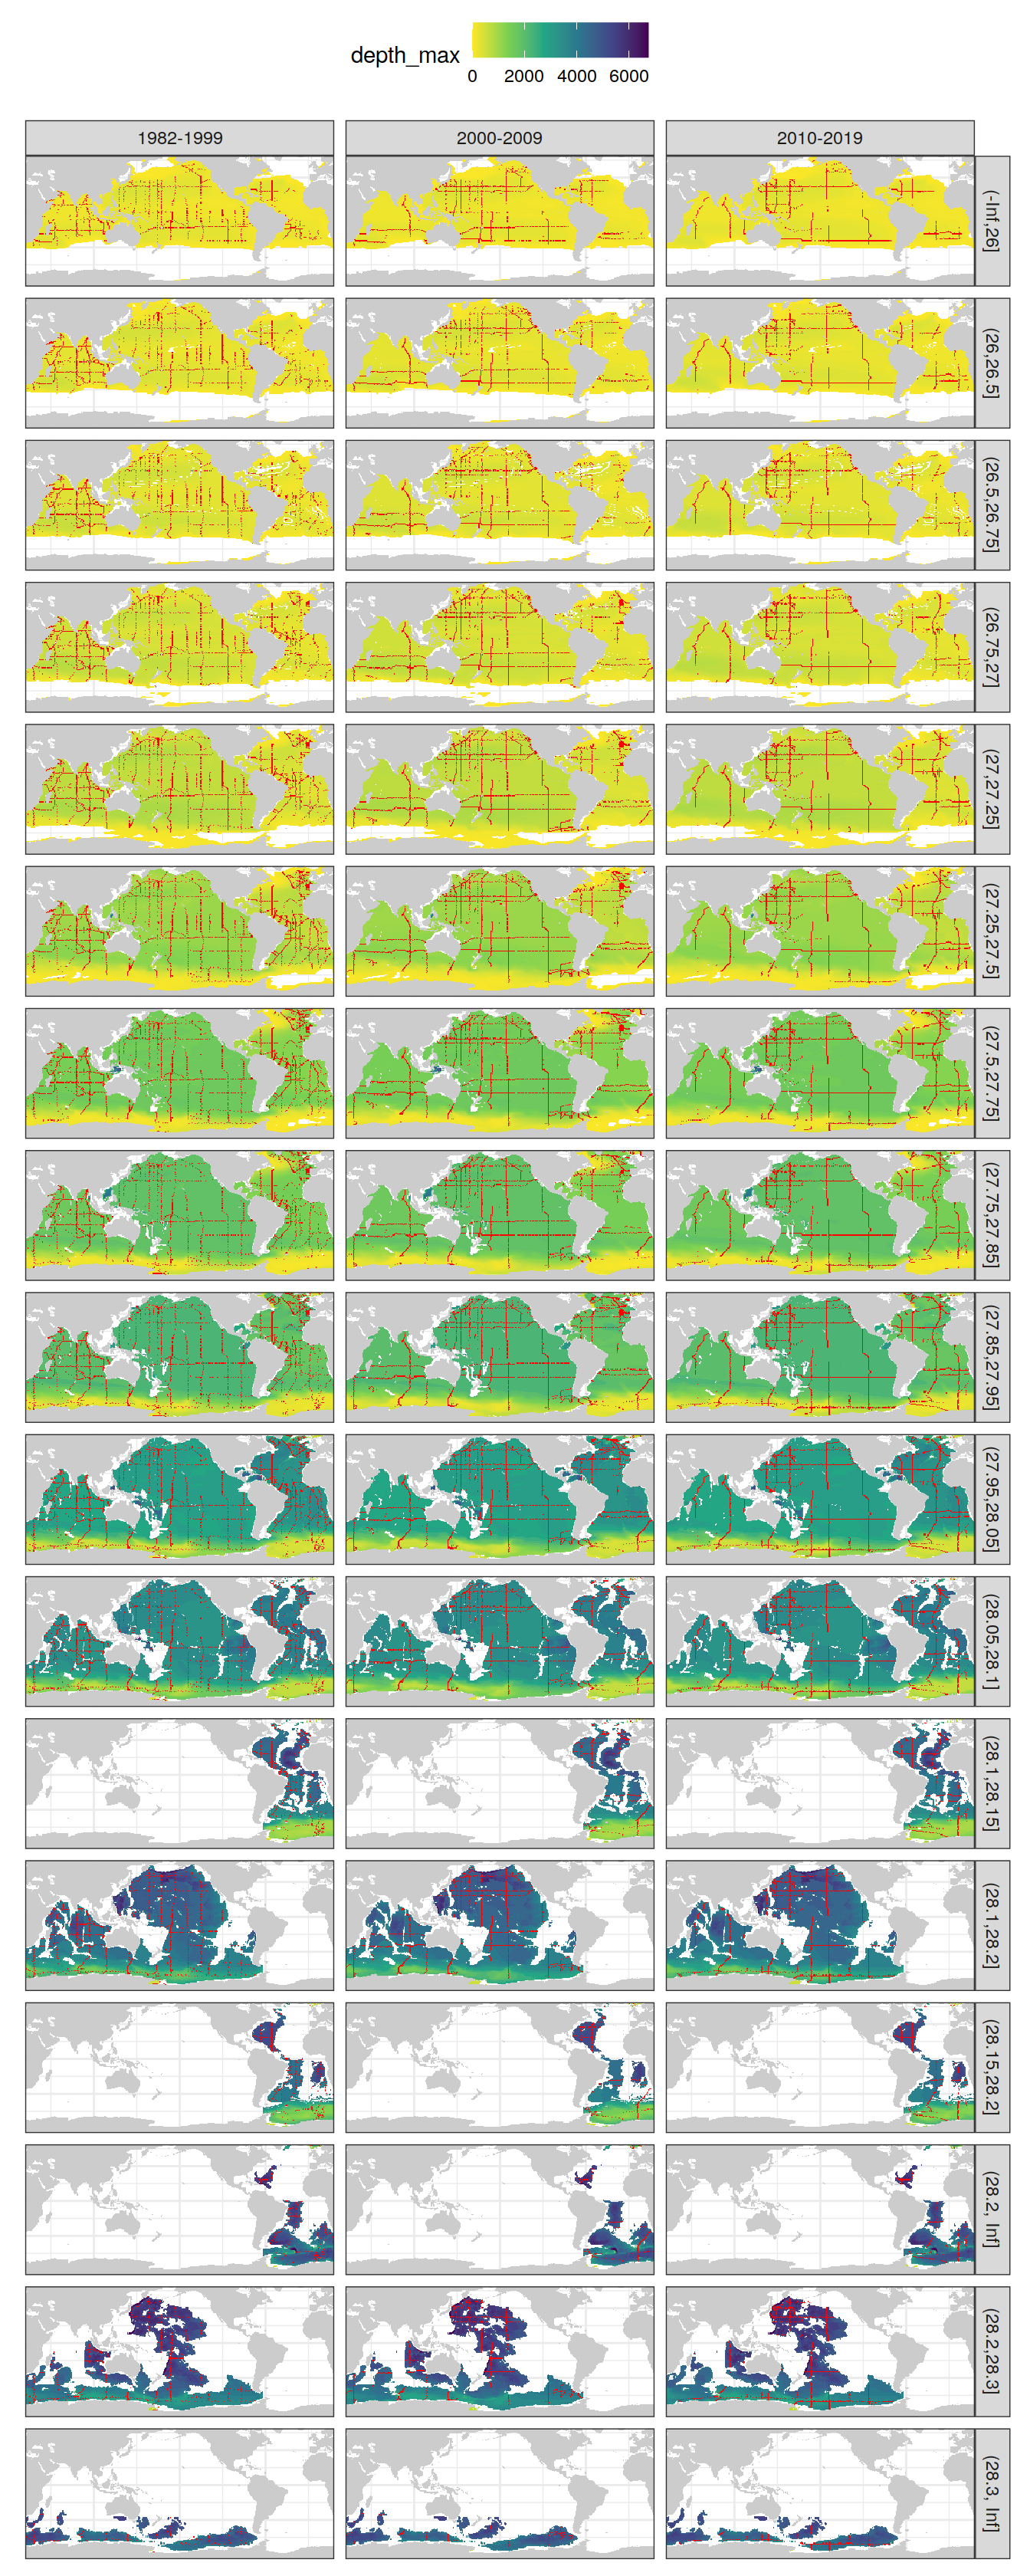 depth_max
0 2000 4000 6000
1982-1999 2000-2009 2010-2019
(-Inf,26]
(26,26.5]
(26.5,26.75]
(26.75,27]
(27,27.25]
(27.25,27.5]
(27.5,27.75]
(27.75,27.85]
(27.85,27.95]
(27.95,28.05]
(28.05,28.1]
(28.1,28.15]
(28.1,28.2]
(28.15,28.2]
(28.2, Inf]
(28.2,28.3]
(28.3, Inf]